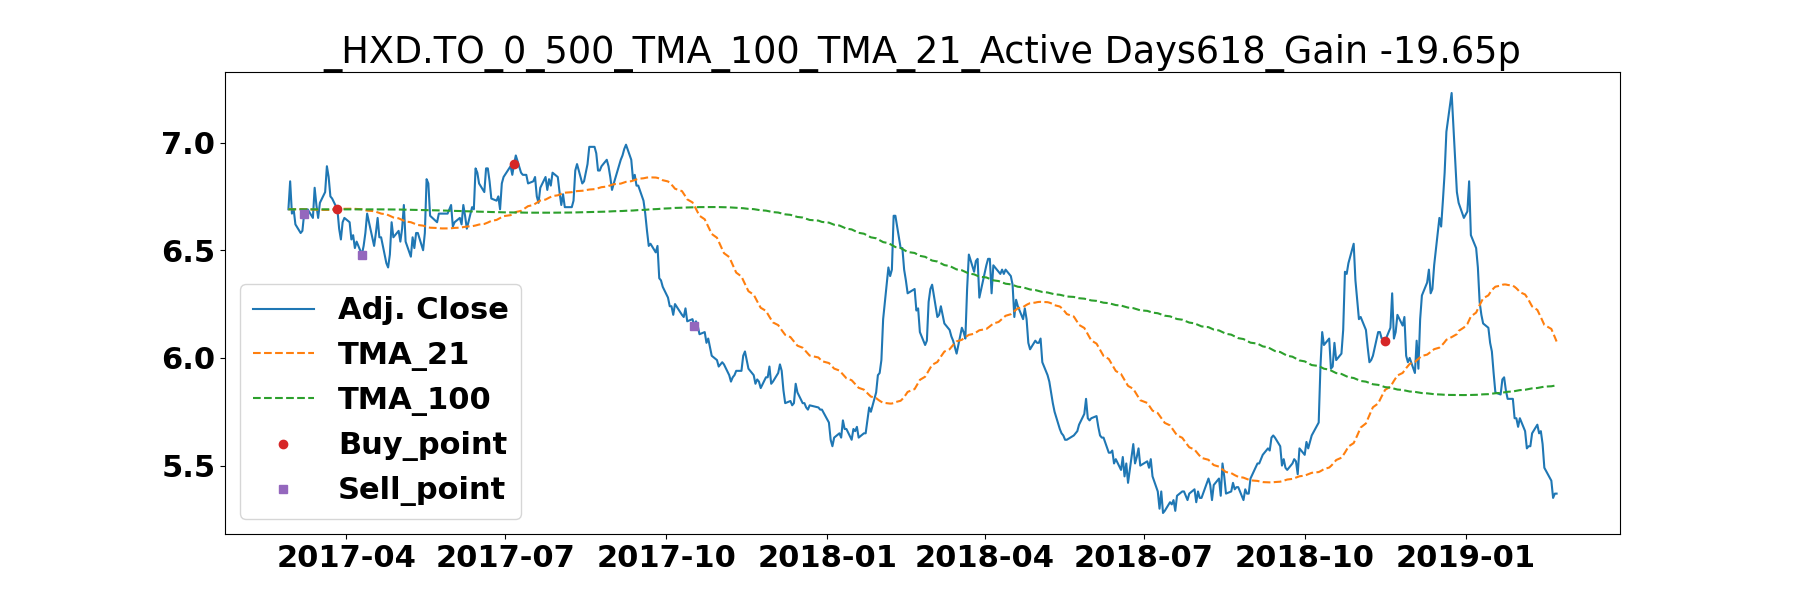 _HXD.TO_0_500_TMA_100_TMA_21_Active Days618_Gain -19.65p
7.0
6.5
6.0
5.5
Adj. Close
TMA_21
TMA_100
Buy_point
Sell_point
2017-04 2017-07 2017-10 2018-01 2018-04 2018-07 2018-10 2019-01